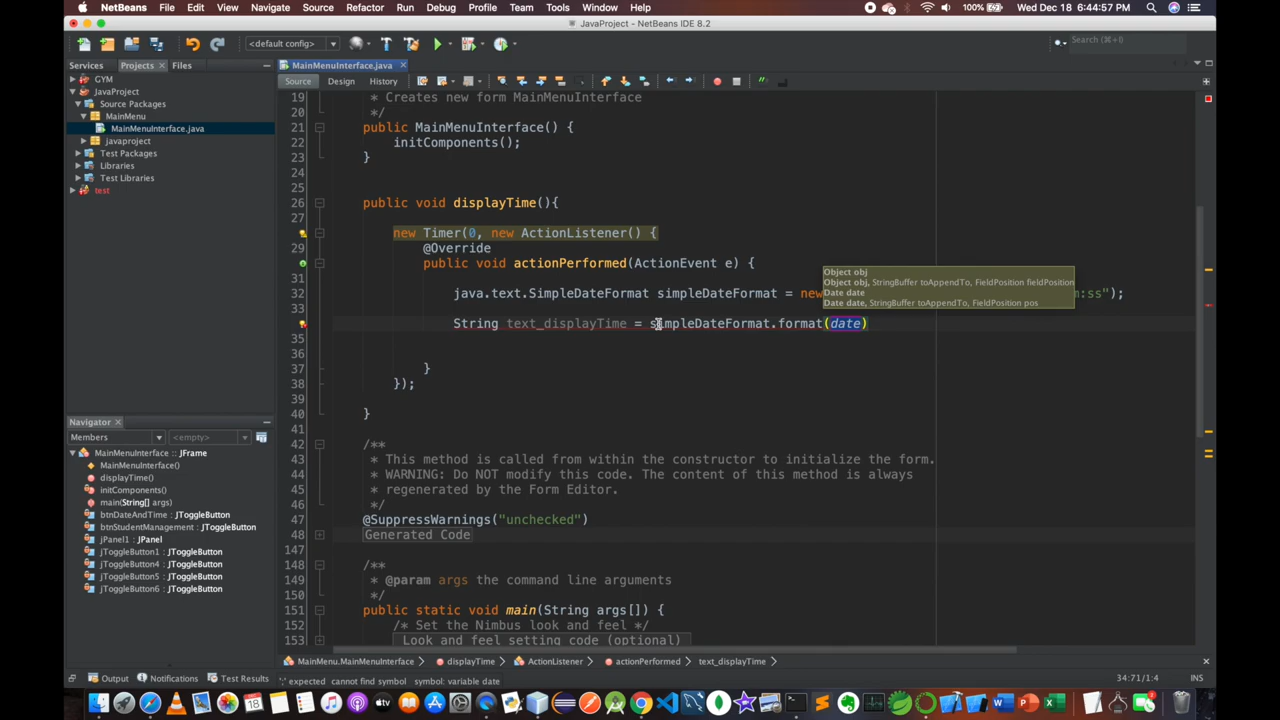 NetBeans File Edit View Navigate Source Refactor Run Debug Profile Team Tools Window Help 100% Wed Dec 18 6:44:57 PM
JavaProject - NetBeans IDE 8.2
<default config> Search (⌘+I)
Services Projects Files
MainMenuInterface.java
GYM
JavaProject
Source Packages
MainMenu
MainMenuInterface.java
javaproject
Test Packages
Libraries
Test Libraries
test
Source Design History
19 * Creates new form MainMenuInterface
20 */
21 public MainMenuInterface() {
22 initComponents();
23 }
24
25
26 public void displayTime(){
27
new Timer(0, new ActionListener() {
29 @Override
public void actionPerformed(ActionEvent e) {
31
32 java.text.SimpleDateFormat simpleDateFormat = new m:ss");
33
String text_displayTime = simpleDateFormat.format(date)
35
36
37 }
38 });
39
40 }
41
42 /**
43 * This method is called from within the constructor to initialize the form.
44 * WARNING: Do NOT modify this code. The content of this method is always
45 * regenerated by the Form Editor.
46 */
47 @SuppressWarnings("unchecked")
48 Generated Code
147
148 /**
149 * @param args the command line arguments
150 */
151 public static void main(String args[]) {
152 /* Set the Nimbus look and feel */
153 Look and feel setting code (optional)
Object obj
Object obj, StringBuffer toAppendTo, FieldPosition fieldPosition
Date date
Date date, StringBuffer toAppendTo, FieldPosition pos
Navigator
Members <empty>
MainMenuInterface :: JFrame
MainMenuInterface()
displayTime()
initComponents()
main(String[] args)
btnDateAndTime : JToggleButton
btnStudentManagement : JToggleButton
jPanel1 : JPanel
jToggleButton1 : JToggleButton
jToggleButton4 : JToggleButton
jToggleButton5 : JToggleButton
jToggleButton6 : JToggleButton
MainMenu.MainMenuInterface displayTime ActionListener actionPerformed text_displayTime
Output Notifications Test Results
';' expected cannot find symbol symbol: variable date 34:71/1:4 INS